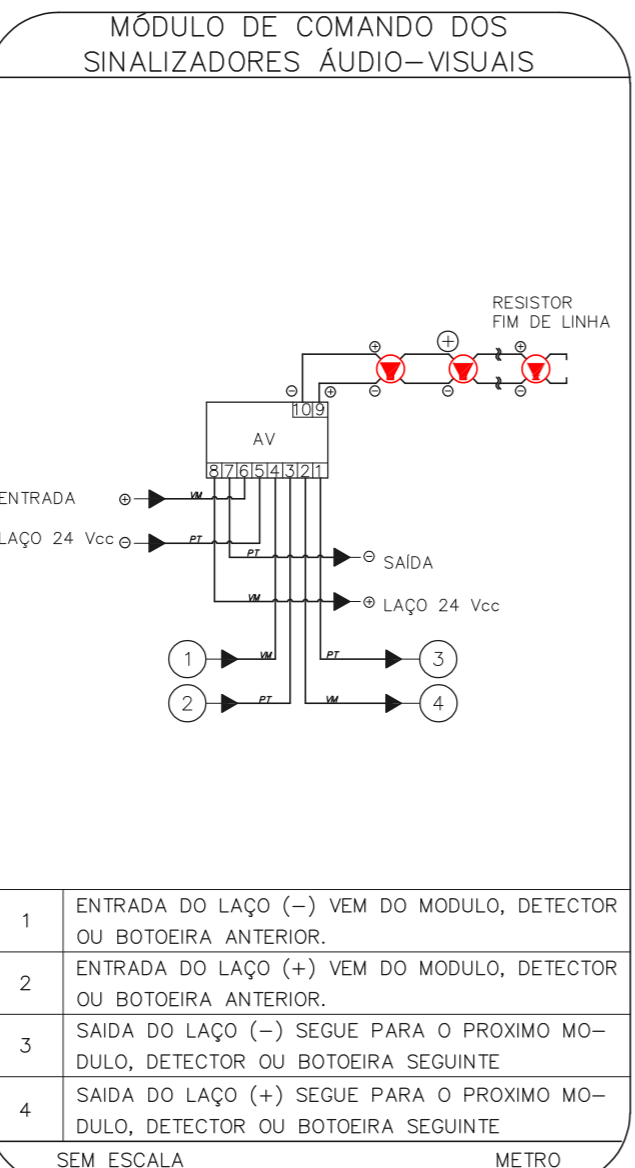 MÓDULO DE COMANDO DOS
SINALIZADORES ÁUDIO-VISUAIS
RESISTOR
FIM DE LINHA
⊕ ⊕ ⊕
⊖ ⊕ ⊖ ⊖ ⊖
10 9
AV
8 7 6 5 4 3 2 1
ENTRADA ⊕ VM
LAÇO 24 Vcc ⊖ PT
PT ⊖ SAÍDA
VM ⊕ LAÇO 24 Vcc
1 VM PT 3
2 PT VM 4
1 ENTRADA DO LAÇO (-) VEM DO MODULO, DETECTOR
OU BOTOEIRA ANTERIOR.
2 ENTRADA DO LAÇO (+) VEM DO MODULO, DETECTOR
OU BOTOEIRA ANTERIOR.
3 SAIDA DO LAÇO (-) SEGUE PARA O PROXIMO MO-
DULO, DETECTOR OU BOTOEIRA SEGUINTE
4 SAIDA DO LAÇO (+) SEGUE PARA O PROXIMO MO-
DULO, DETECTOR OU BOTOEIRA SEGUINTE
SEM ESCALA METRO